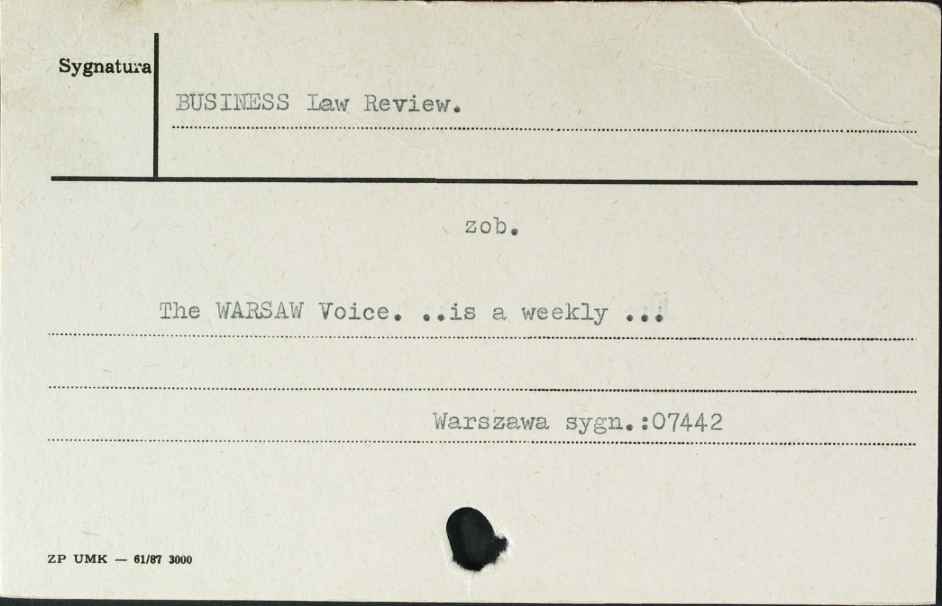 Sygnatura
BUSINESS Law Review.
zob.
The WARSAW Voice. ..is a weekly ...
Warszawa sygn.:07442
ZP UMK — 61/87 3000